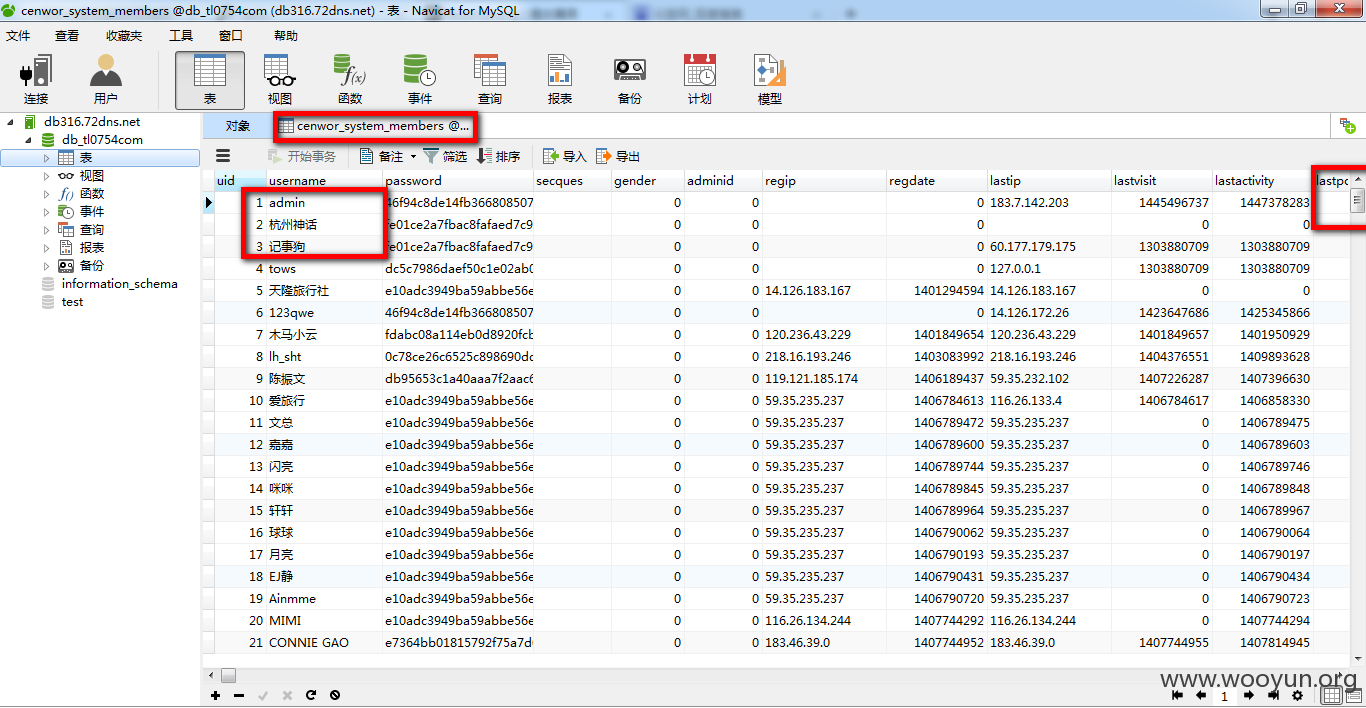 cenwor_system_members @db_tl0754com (db316.72dns.net) - 表 - Navicat for MySQL
文件 查看 收藏夹 工具 窗口 帮助
连接 用户 表 视图 函数 事件 查询 报表 备份 计划 模型
db316.72dns.net
db_tl0754com
表
视图
函数
事件
查询
报表
备份
information_schema
test
对象 cenwor_system_members @...
开始事务 备注 筛选 排序 导入 导出
uid username password secques gender adminid regip regdate lastip lastvisit lastactivity lastpo
1 admin 46f94c8de14fb366808507 0 0 0 183.7.142.203 1445496737 1447378283
2 杭州神话 fe01ce2a7fbac8fafaed7c9 0 0 0 0 0
3 记事狗 fe01ce2a7fbac8fafaed7c9 0 0 0 60.177.179.175 1303880709 1303880709
4 tows dc5c7986daef50c1e02ab0 0 0 0 127.0.0.1 1303880709 1303880709
5 天隆旅行社 e10adc3949ba59abbe56e 0 0 14.126.183.167 1401294594 14.126.183.167 0 0
6 123qwe 46f94c8de14fb366808507 0 0 0 14.126.172.26 1423647686 1425345866
7 木马小云 fdabc08a114eb0d8920fcb 0 0 120.236.43.229 1401849654 120.236.43.229 1401849657 1401950929
8 lh_sht 0c78ce26c6525c898690dc 0 0 218.16.193.246 1403083992 218.16.193.246 1404376551 1409893628
9 陈振文 db95653c1a40aaa7f2aac6 0 0 119.121.185.174 1406189437 59.35.232.102 1407226287 1407396630
10 爱旅行 e10adc3949ba59abbe56e 0 0 59.35.235.237 1406784613 116.26.133.4 1406784617 1406858330
11 文总 e10adc3949ba59abbe56e 0 0 59.35.235.237 1406789472 59.35.235.237 0 1406789475
12 嘉嘉 e10adc3949ba59abbe56e 0 0 59.35.235.237 1406789600 59.35.235.237 0 1406789603
13 闪亮 e10adc3949ba59abbe56e 0 0 59.35.235.237 1406789744 59.35.235.237 0 1406789746
14 咪咪 e10adc3949ba59abbe56e 0 0 59.35.235.237 1406789845 59.35.235.237 0 1406789848
15 轩轩 e10adc3949ba59abbe56e 0 0 59.35.235.237 1406789964 59.35.235.237 0 1406789967
16 球球 e10adc3949ba59abbe56e 0 0 59.35.235.237 1406790062 59.35.235.237 0 1406790064
17 月亮 e10adc3949ba59abbe56e 0 0 59.35.235.237 1406790193 59.35.235.237 0 1406790197
18 EJ静 e10adc3949ba59abbe56e 0 0 59.35.235.237 1406790431 59.35.235.237 0 1406790434
19 Ainmme e10adc3949ba59abbe56e 0 0 59.35.235.237 1406790720 59.35.235.237 0 1406790723
20 MIMI e10adc3949ba59abbe56e 0 0 116.26.134.244 1407744292 116.26.134.244 0 1407744294
21 CONNIE GAO e7364bb01815792f75a7d 0 0 183.46.39.0 1407744952 183.46.39.0 1407744955 1407814945
www.wooyun.org
1